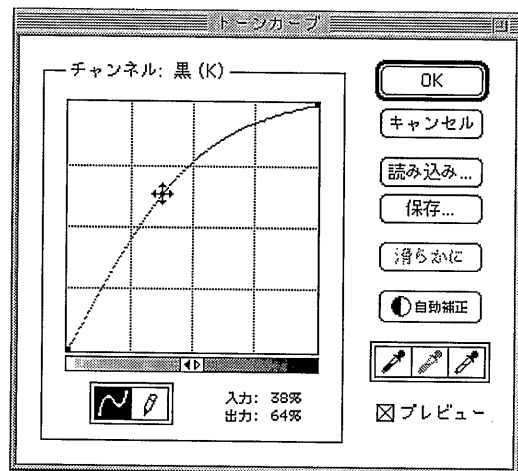 トーンカーブ
チャンネル: 黒 (K)
OK
キャンセル
読み込み...
保存...
滑らかに
自動補正
入力: 38%
出力: 64%
プレビュー